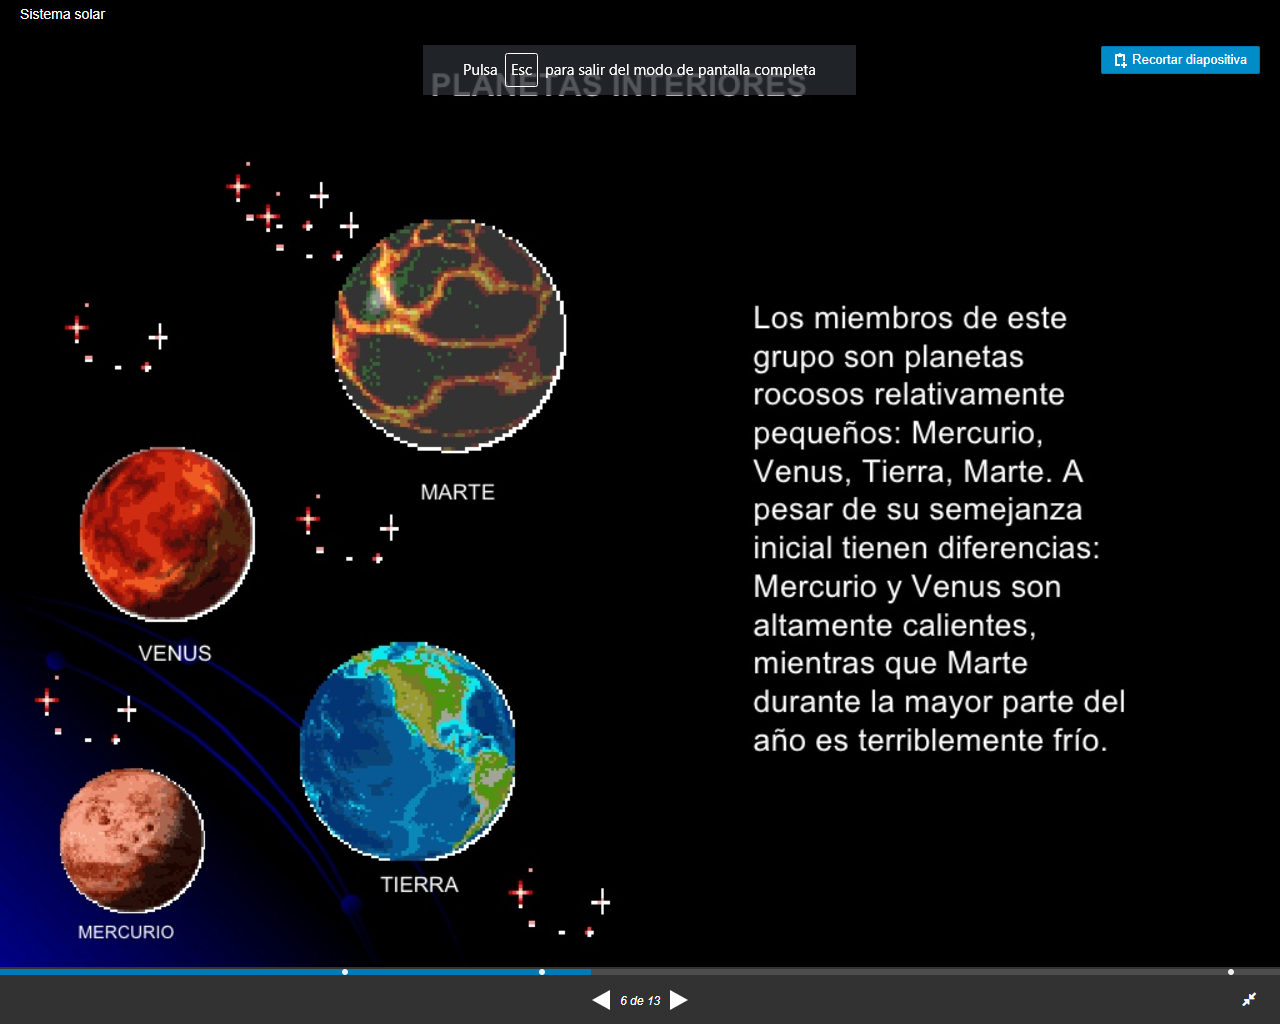 Sistema solar
Pulsa Esc para salir del modo de pantalla completa
PLANETAS INTERIORES
Recortar diapositiva
MARTE
VENUS
TIERRA
MERCURIO
Los miembros de este
grupo son planetas
rocosos relativamente
pequeños: Mercurio,
Venus, Tierra, Marte. A
pesar de su semejanza
inicial tienen diferencias:
Mercurio y Venus son
altamente calientes,
mientras que Marte
durante la mayor parte del
año es terriblemente frío.
6 de 13